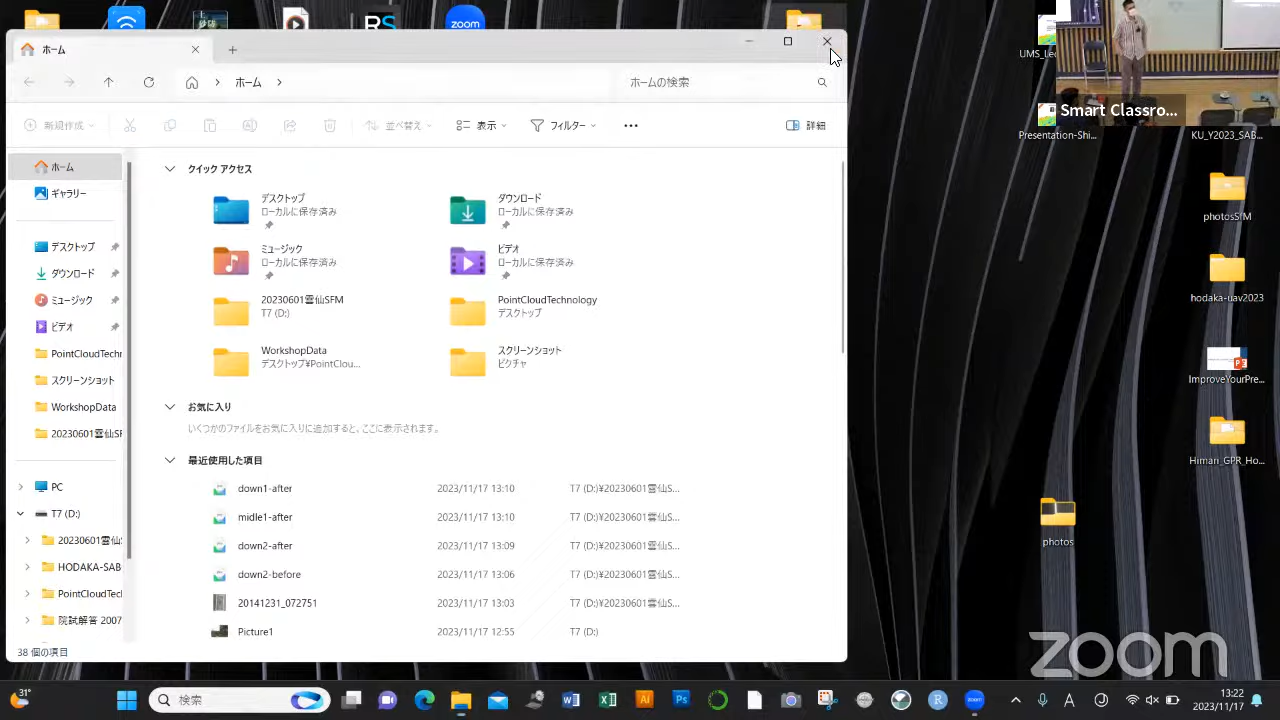 RS
zoom
ホーム
ホーム
ホームの検索
新規作成
並べ替え
表示
フィルター
詳細
ホーム
ギャラリー
デスクトップ
ダウンロード
ミュージック
ビデオ
PointCloudTechr
スクリーンショット
WorkshopData
20230601雲仙SF
PC
T7 (D:)
20230601雲仙
HODAKA-SAB
PointCloudTecl
院試解答 2007
38 個の項目
クイック アクセス
デスクトップ
ローカルに保存済み
ダウンロード
ローカルに保存済み
ミュージック
ローカルに保存済み
ビデオ
ローカルに保存済み
20230601雲仙SFM
T7 (D:)
PointCloudTechnology
デスクトップ
WorkshopData
デスクトップ¥PointClou...
スクリーンショット
ピクチャ
お気に入り
いくつかのファイルをお気に入りに追加すると、ここに表示されます。
最近使用した項目
down1-after 2023/11/17 13:10 T7 (D:)¥20230601雲仙S...
midle1-after 2023/11/17 13:10 T7 (D:)¥20230601雲仙S...
down2-after 2023/11/17 13:09 T7 (D:)¥20230601雲仙S...
down2-before 2023/11/17 13:06 T7 (D:)¥20230601雲仙S...
20141231_072751 2023/11/17 13:03 T7 (D:)¥20230601雲仙S...
Picture1 2023/11/17 12:55 T7 (D:)
UMS_Lec
Smart Classro...
Presentation-Shi...
KU_Y2023_SAB...
photosSfM
hodaka-uav2023
ImproveYourPre...
Himari_GPR_Ho...
photos
zoom
31°
検索
A
13:22
2023/11/17